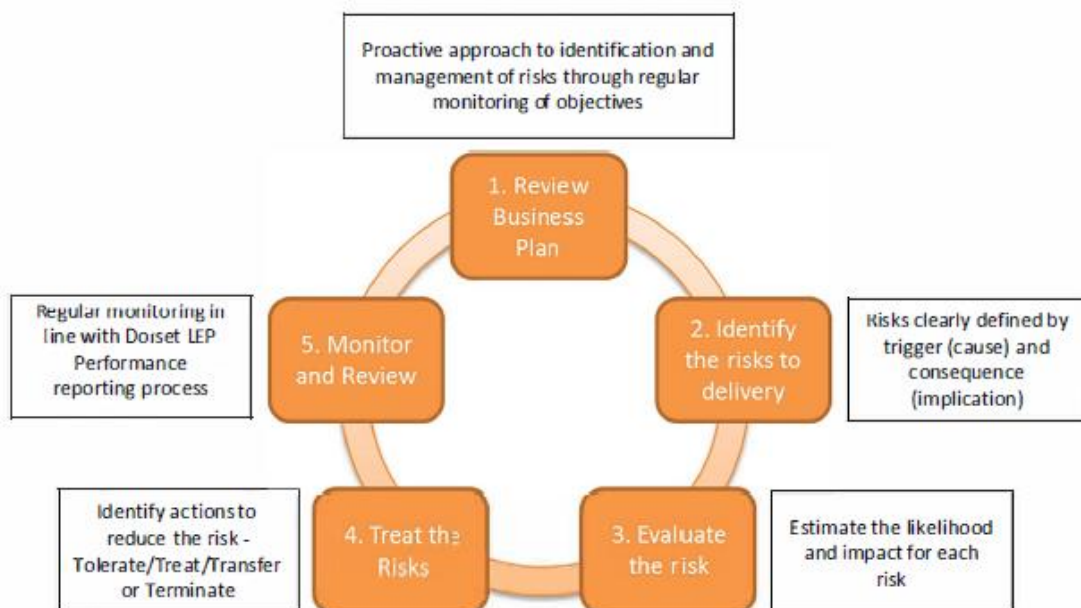 Proactive approach to identification and
management of risks through regular
monitoring of objectives
1. Review
Business
Plan
2. Identify
the risks to
delivery
Risks clearly defined by
trigger (cause) and
consequence
(implication)
3. Evaluate
the risk
Estimate the likelihood
and impact for each
risk
4. Treat the
Risks
Identify actions to
reduce the risk -
Tolerate/Treat/Transfer
or Terminate
5. Monitor
and Review
Regular monitoring in
line with Dorset LEP
Performance
reporting process